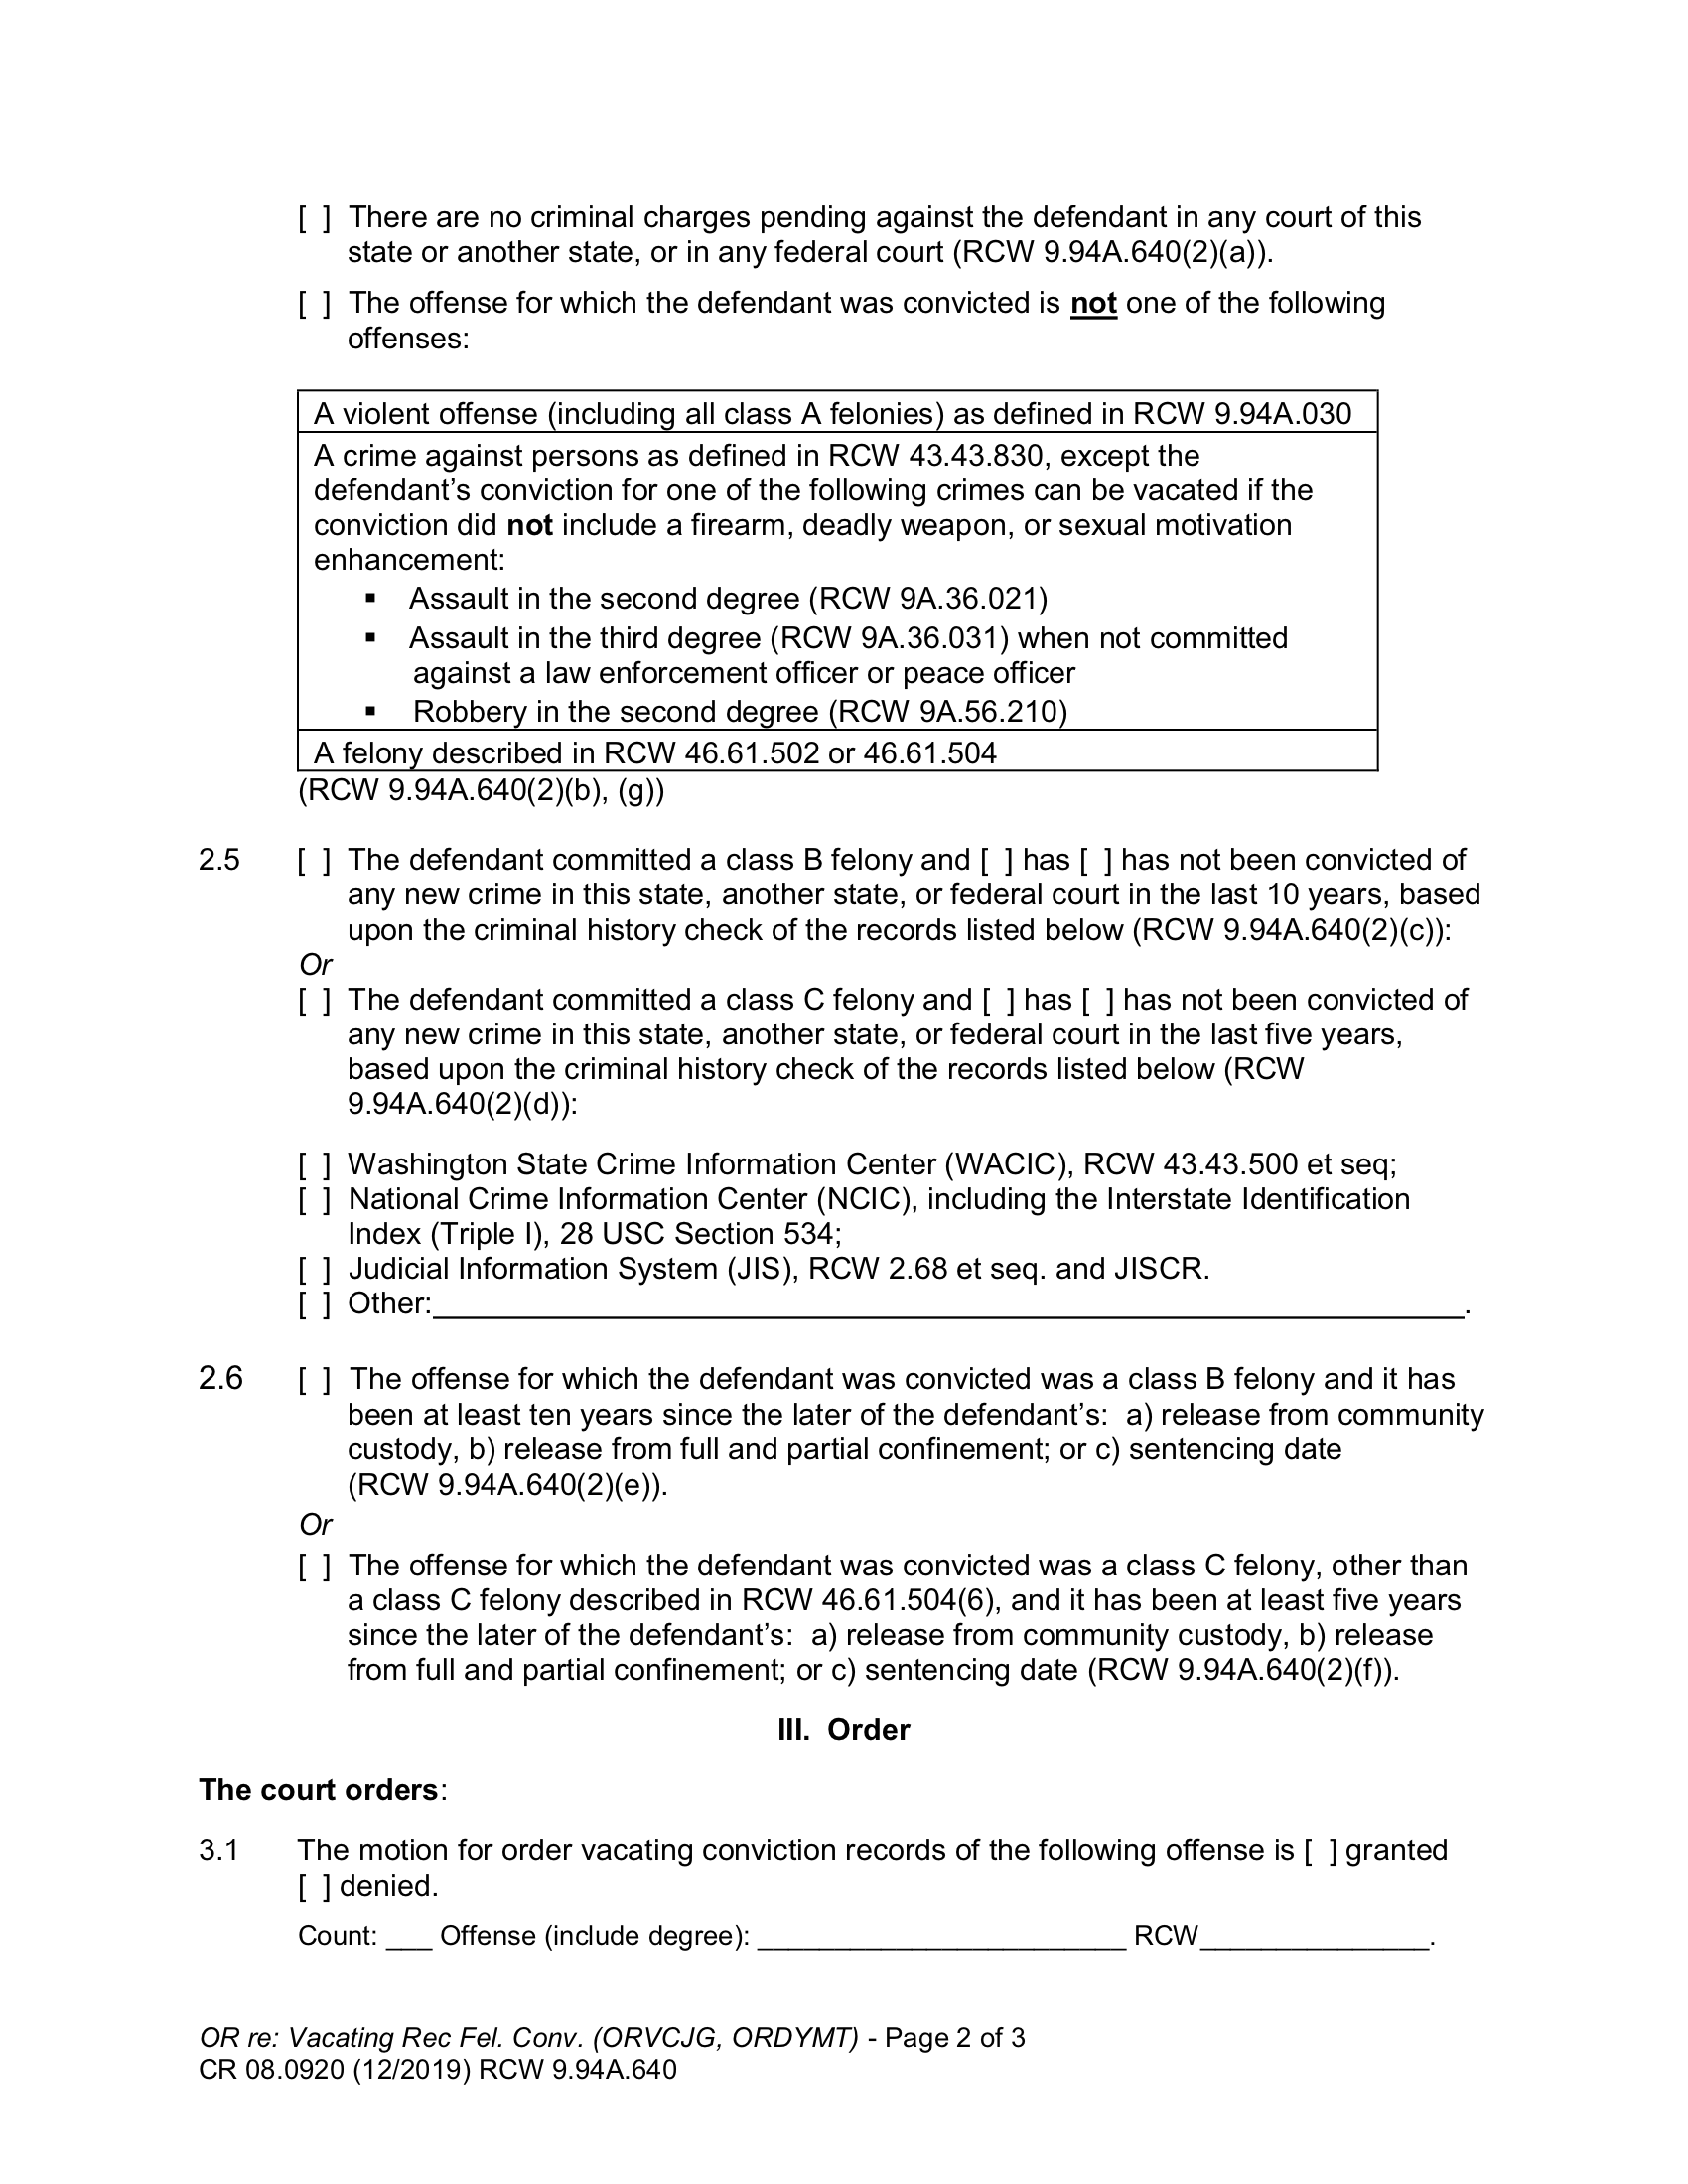 [ ] There are no criminal charges pending against the defendant in any court of this
state or another state, or in any federal court (RCW 9.94A.640(2)(a)).
[ ] The offense for which the defendant was convicted is not one of the following
offenses:
A violent offense (including all class A felonies) as defined in RCW 9.94A.030
A crime against persons as defined in RCW 43.43.830, except the
defendant’s conviction for one of the following crimes can be vacated if the
conviction did not include a firearm, deadly weapon, or sexual motivation
enhancement:
▪ Assault in the second degree (RCW 9A.36.021)
▪ Assault in the third degree (RCW 9A.36.031) when not committed
against a law enforcement officer or peace officer
▪ Robbery in the second degree (RCW 9A.56.210)
A felony described in RCW 46.61.502 or 46.61.504
(RCW 9.94A.640(2)(b), (g))
2.5 [ ] The defendant committed a class B felony and [ ] has [ ] has not been convicted of
any new crime in this state, another state, or federal court in the last 10 years, based
upon the criminal history check of the records listed below (RCW 9.94A.640(2)(c)):
Or
[ ] The defendant committed a class C felony and [ ] has [ ] has not been convicted of
any new crime in this state, another state, or federal court in the last five years,
based upon the criminal history check of the records listed below (RCW
9.94A.640(2)(d)):
[ ] Washington State Crime Information Center (WACIC), RCW 43.43.500 et seq;
[ ] National Crime Information Center (NCIC), including the Interstate Identification
Index (Triple I), 28 USC Section 534;
[ ] Judicial Information System (JIS), RCW 2.68 et seq. and JISCR.
[ ] Other:______________________________________________________________.
2.6 [ ] The offense for which the defendant was convicted was a class B felony and it has
been at least ten years since the later of the defendant’s: a) release from community
custody, b) release from full and partial confinement; or c) sentencing date
(RCW 9.94A.640(2)(e)).
Or
[ ] The offense for which the defendant was convicted was a class C felony, other than
a class C felony described in RCW 46.61.504(6), and it has been at least five years
since the later of the defendant’s: a) release from community custody, b) release
from full and partial confinement; or c) sentencing date (RCW 9.94A.640(2)(f)).
III. Order
The court orders:
3.1 The motion for order vacating conviction records of the following offense is [ ] granted
[ ] denied.
Count: ___ Offense (include degree): ________________________ RCW_______________.
OR re: Vacating Rec Fel. Conv. (ORVCJG, ORDYMT) - Page 2 of 3
CR 08.0920 (12/2019) RCW 9.94A.640